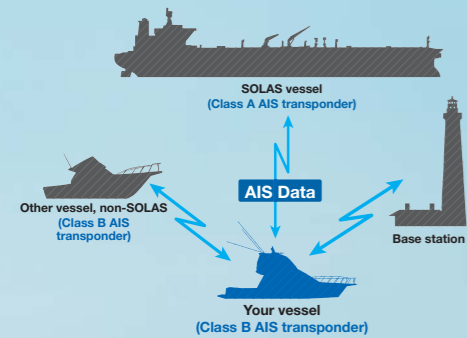 SOLAS vessel
(Class A AIS transponder)
AIS Data
Other vessel, non-SOLAS
(Class B AIS
transponder)
Base station
Your vessel
(Class B AIS transponder)